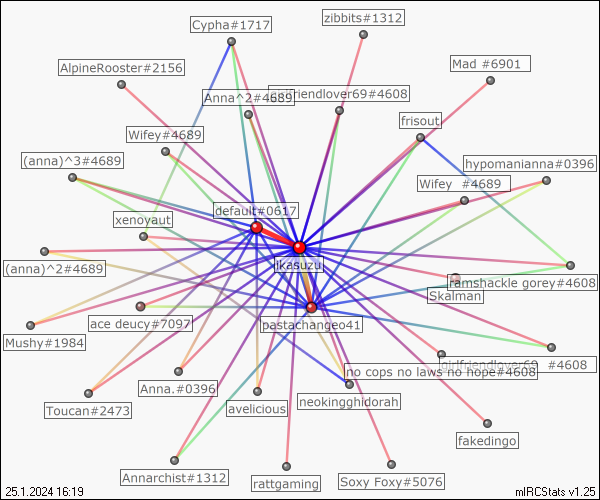 Cypha#1717
zibbits#1312
AlpineRooster#2156
Mad #6901
Anna^2#4689
friendlover69#4608
frisout
Wifey#4689
(anna)^3#4689
hypomanianna#0396
Wifey #4689
default#0617
xenoyaut
jkasuzu
(anna)^2#4689
ramshackle gorey#4608
Skalman
ace deucy#7097
pastachangeo41
Mushy#1984
girlfriendlover69 #4608
no cops no laws no hope#4608
Anna.#0396
Toucan#2473
avelicious
neokingghidorah
fakedingo
Annarchist#1312
rattgaming
Soxy Foxy#5076
25.1.2024 16:19
mIRCStats v1.25